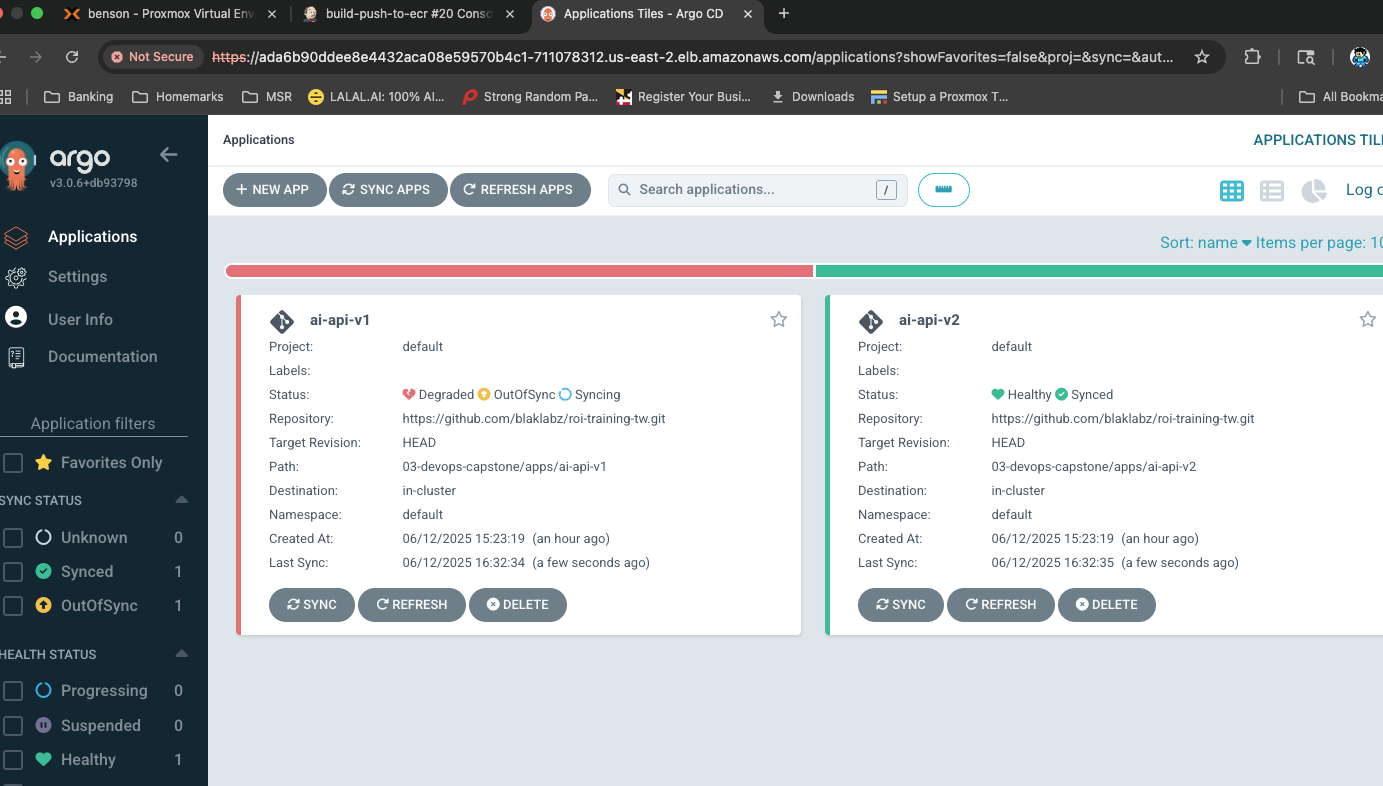 benson - Proxmox Virtual Env
build-push-to-ecr #20 Conso
Applications Tiles - Argo CD
Not Secure
https://ada6b90ddee8e4432aca08e59570b4c1-711078312.us-east-2.elb.amazonaws.com/applications?showFavorites=false&proj=&sync=&aut...
Banking
Homemarks
MSR
LALAL.AI: 100% AI...
Strong Random Pa...
Register Your Busi...
Downloads
Setup a Proxmox T...
All Bookma
argo
v3.0.6+db93798
Applications
Settings
User Info
Documentation
Application filters
Favorites Only
SYNC STATUS
Unknown 0
Synced 1
OutOfSync 1
HEALTH STATUS
Progressing 0
Suspended 0
Healthy 1
Applications
APPLICATIONS TIL
NEW APP
SYNC APPS
REFRESH APPS
Search applications...
/
Log o
Sort: name Items per page: 10
ai-api-v1
Project: default
Labels:
Status: Degraded OutOfSync Syncing
Repository: https://github.com/blaklabz/roi-training-tw.git
Target Revision: HEAD
Path: 03-devops-capstone/apps/ai-api-v1
Destination: in-cluster
Namespace: default
Created At: 06/12/2025 15:23:19 (an hour ago)
Last Sync: 06/12/2025 16:32:34 (a few seconds ago)
SYNC REFRESH DELETE
ai-api-v2
Project: default
Labels:
Status: Healthy Synced
Repository: https://github.com/blaklabz/roi-training-tw.git
Target Revision: HEAD
Path: 03-devops-capstone/apps/ai-api-v2
Destination: in-cluster
Namespace: default
Created At: 06/12/2025 15:23:19 (an hour ago)
Last Sync: 06/12/2025 16:32:35 (a few seconds ago)
SYNC REFRESH DELETE